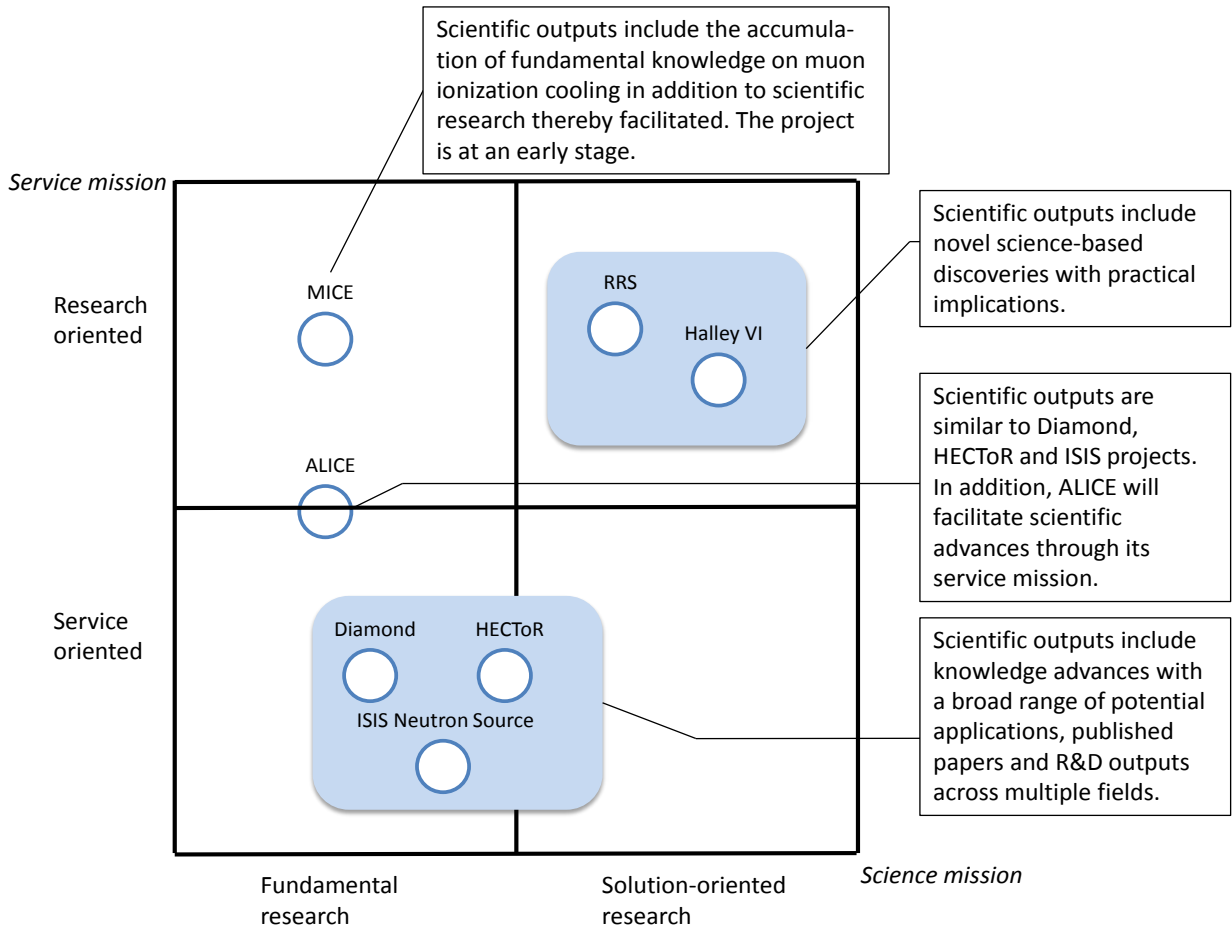 Scientific outputs include the accumula-
tion of fundamental knowledge on muon
ionization cooling in addition to scientific
research thereby facilitated. The project
is at an early stage.
Service mission
Scientific outputs include
novel science-based
discoveries with practical
implications.
Research
oriented
MICE
RRS
Halley VI
Scientific outputs are
similar to Diamond,
HECToR and ISIS projects.
In addition, ALICE will
facilitate scientific
advances through its
service mission.
ALICE
Service
oriented
Diamond
HECToR
ISIS Neutron Source
Scientific outputs include
knowledge advances with
a broad range of potential
applications, published
papers and R&D outputs
across multiple fields.
Science mission
Fundamental
research
Solution-oriented
research